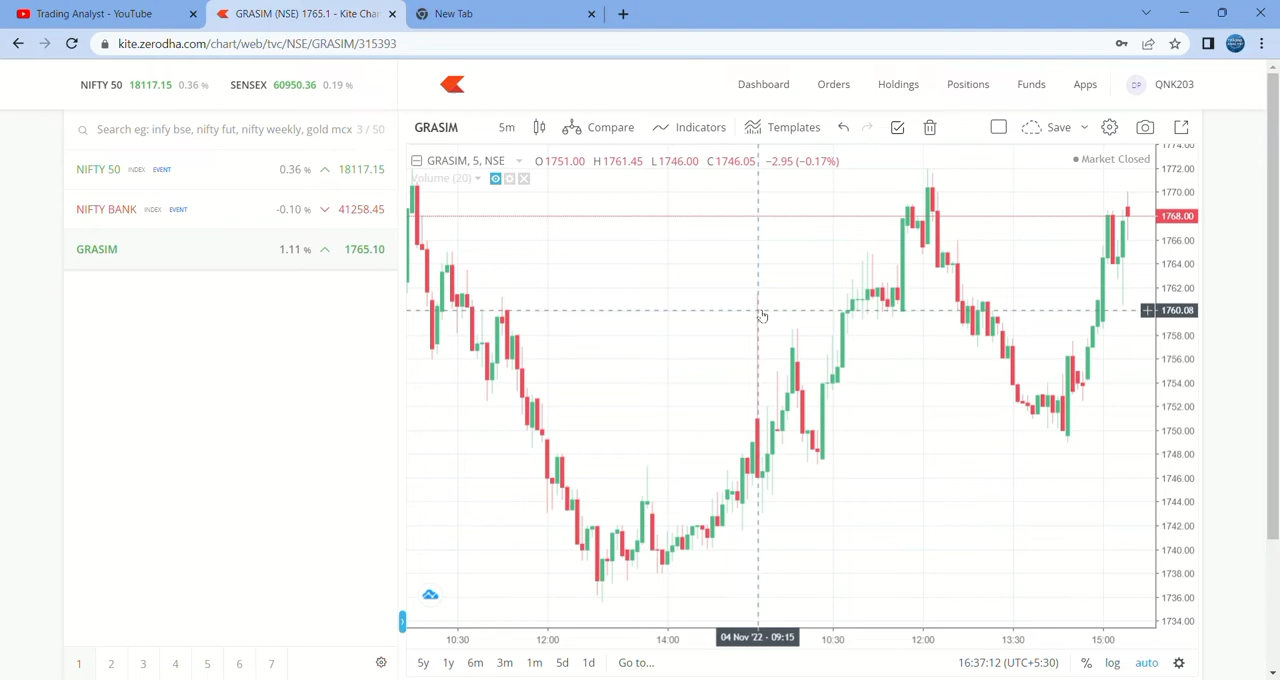 Trading Analyst - YouTube
GRASIM (NSE) 1765.1 - Kite Char
New Tab
kite.zerodha.com/chart/web/tvc/NSE/GRASIM/315393
NIFTY 50 18117.15 0.36 % SENSEX 60950.36 0.19 %
Dashboard Orders Holdings Positions Funds Apps DP QNK203
Search eg: infy bse, nifty fut, nifty weekly, gold mcx 3 / 50
GRASIM 5m Compare Indicators Templates Save
NIFTY 50 INDEX EVENT 0.36 % 18117.15
NIFTY BANK INDEX EVENT -0.10 % 41258.45
GRASIM 1.11 % 1765.10
GRASIM, 5, NSE O1751.00 H1761.45 L1746.00 C1746.05 −2.95 (−0.17%)
Market Closed
Volume (20)
1774.00
1772.00
1770.00
1768.00
1766.00
1764.00
1762.00
1760.08
1758.00
1756.00
1754.00
1752.00
1750.00
1748.00
1746.00
1744.00
1742.00
1740.00
1738.00
1736.00
1734.00
10:30 12:00 14:00 04 Nov '22 - 09:15 10:30 12:00 13:30 15:00
1 2 3 4 5 6 7
5y 1y 6m 3m 1m 5d 1d Go to... 16:37:12 (UTC+5:30) % log auto